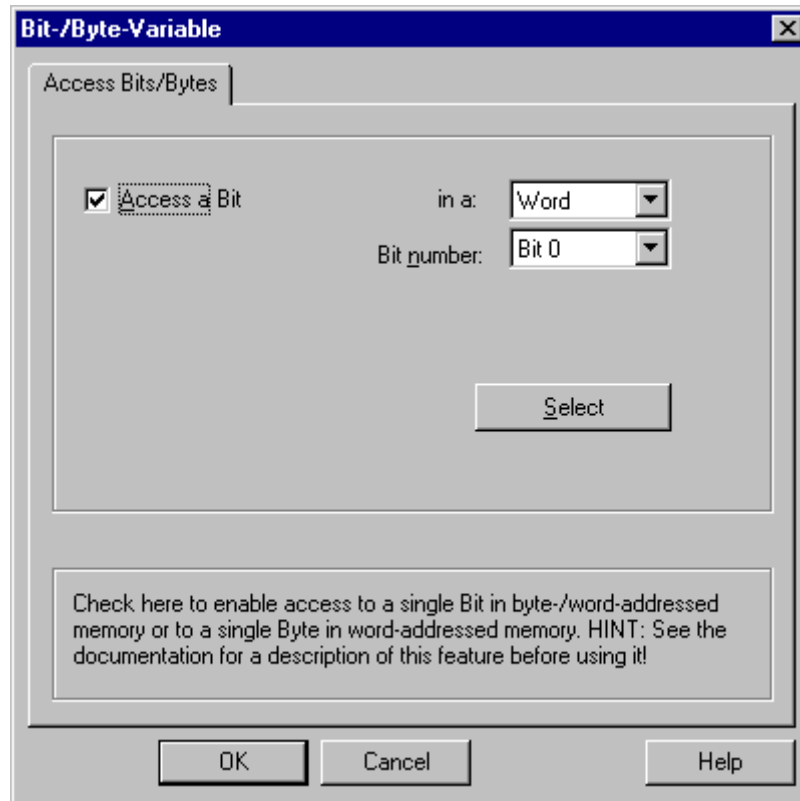 Bit-/Byte-Variable
Access Bits/Bytes
Access a Bit in a: Word
Bit number: Bit 0
Select
Check here to enable access to a single Bit in byte-/word-addressed
memory or to a single Byte in word-addressed memory. HINT: See the
documentation for a description of this feature before using it!
OK Cancel Help